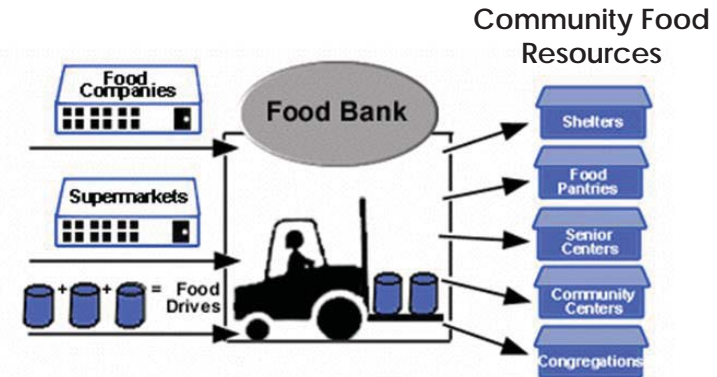 Community Food
Resources
Food
Companies
Food Bank
Shelters
Food
Pantries
Supermarkets
Senior
Centers
+ + = Food
Drives
Community
Centers
Congregations